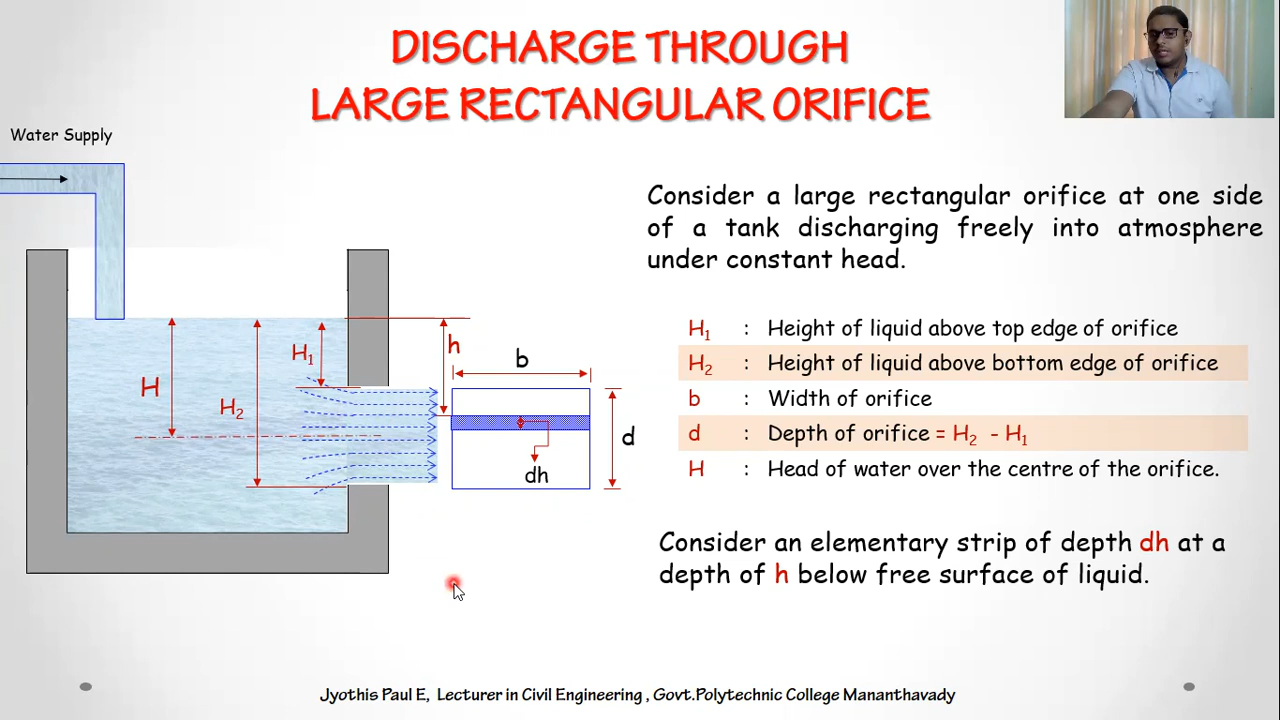 DISCHARGE THROUGH
LARGE RECTANGULAR ORIFICE
Water Supply
Consider a large rectangular orifice at one side
of a tank discharging freely into atmosphere
under constant head.
H₁ : Height of liquid above top edge of orifice
H₂ : Height of liquid above bottom edge of orifice
b : Width of orifice
d : Depth of orifice = H₂ - H₁
H : Head of water over the centre of the orifice.
H
H₂
H₁
h
b
d
dh
Consider an elementary strip of depth dh at a
depth of h below free surface of liquid.
Jyothis Paul E, Lecturer in Civil Engineering , Govt.Polytechnic College Mananthavady